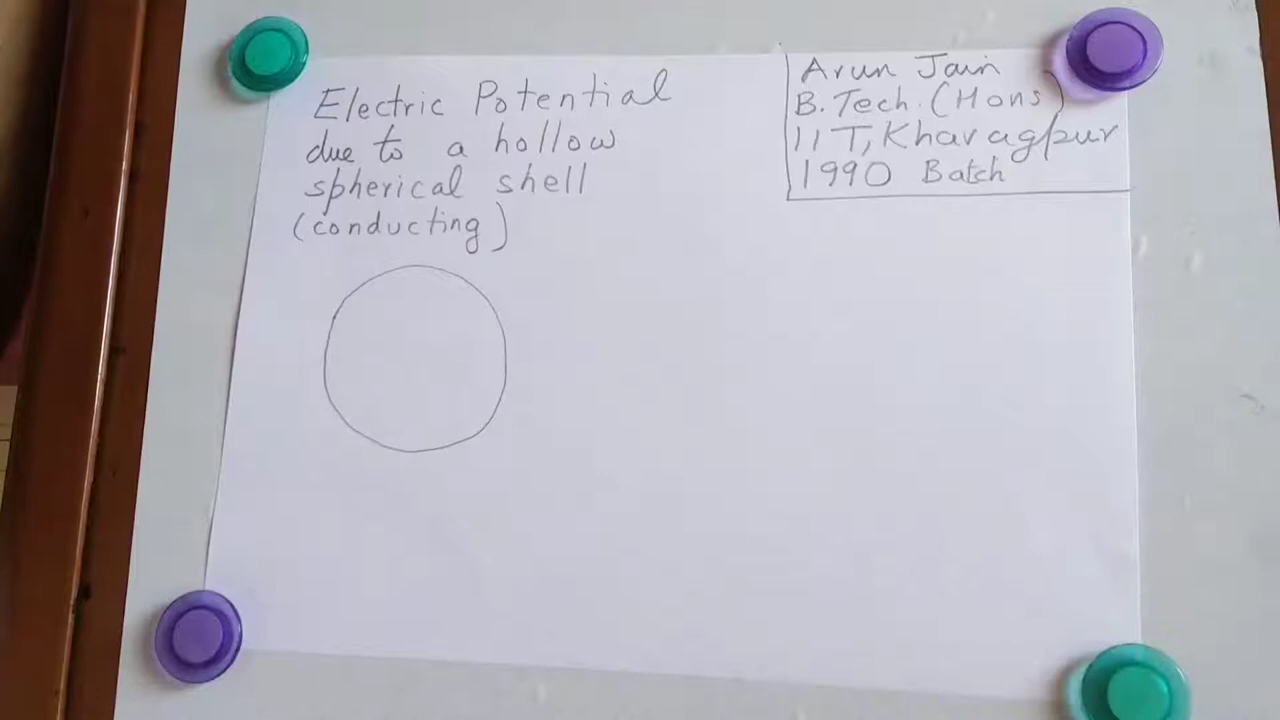 Electric Potential
due to a hollow
spherical shell
(conducting)
Arun Jain
B.Tech.(Hons)
IIT, Kharagpur
1990 Batch